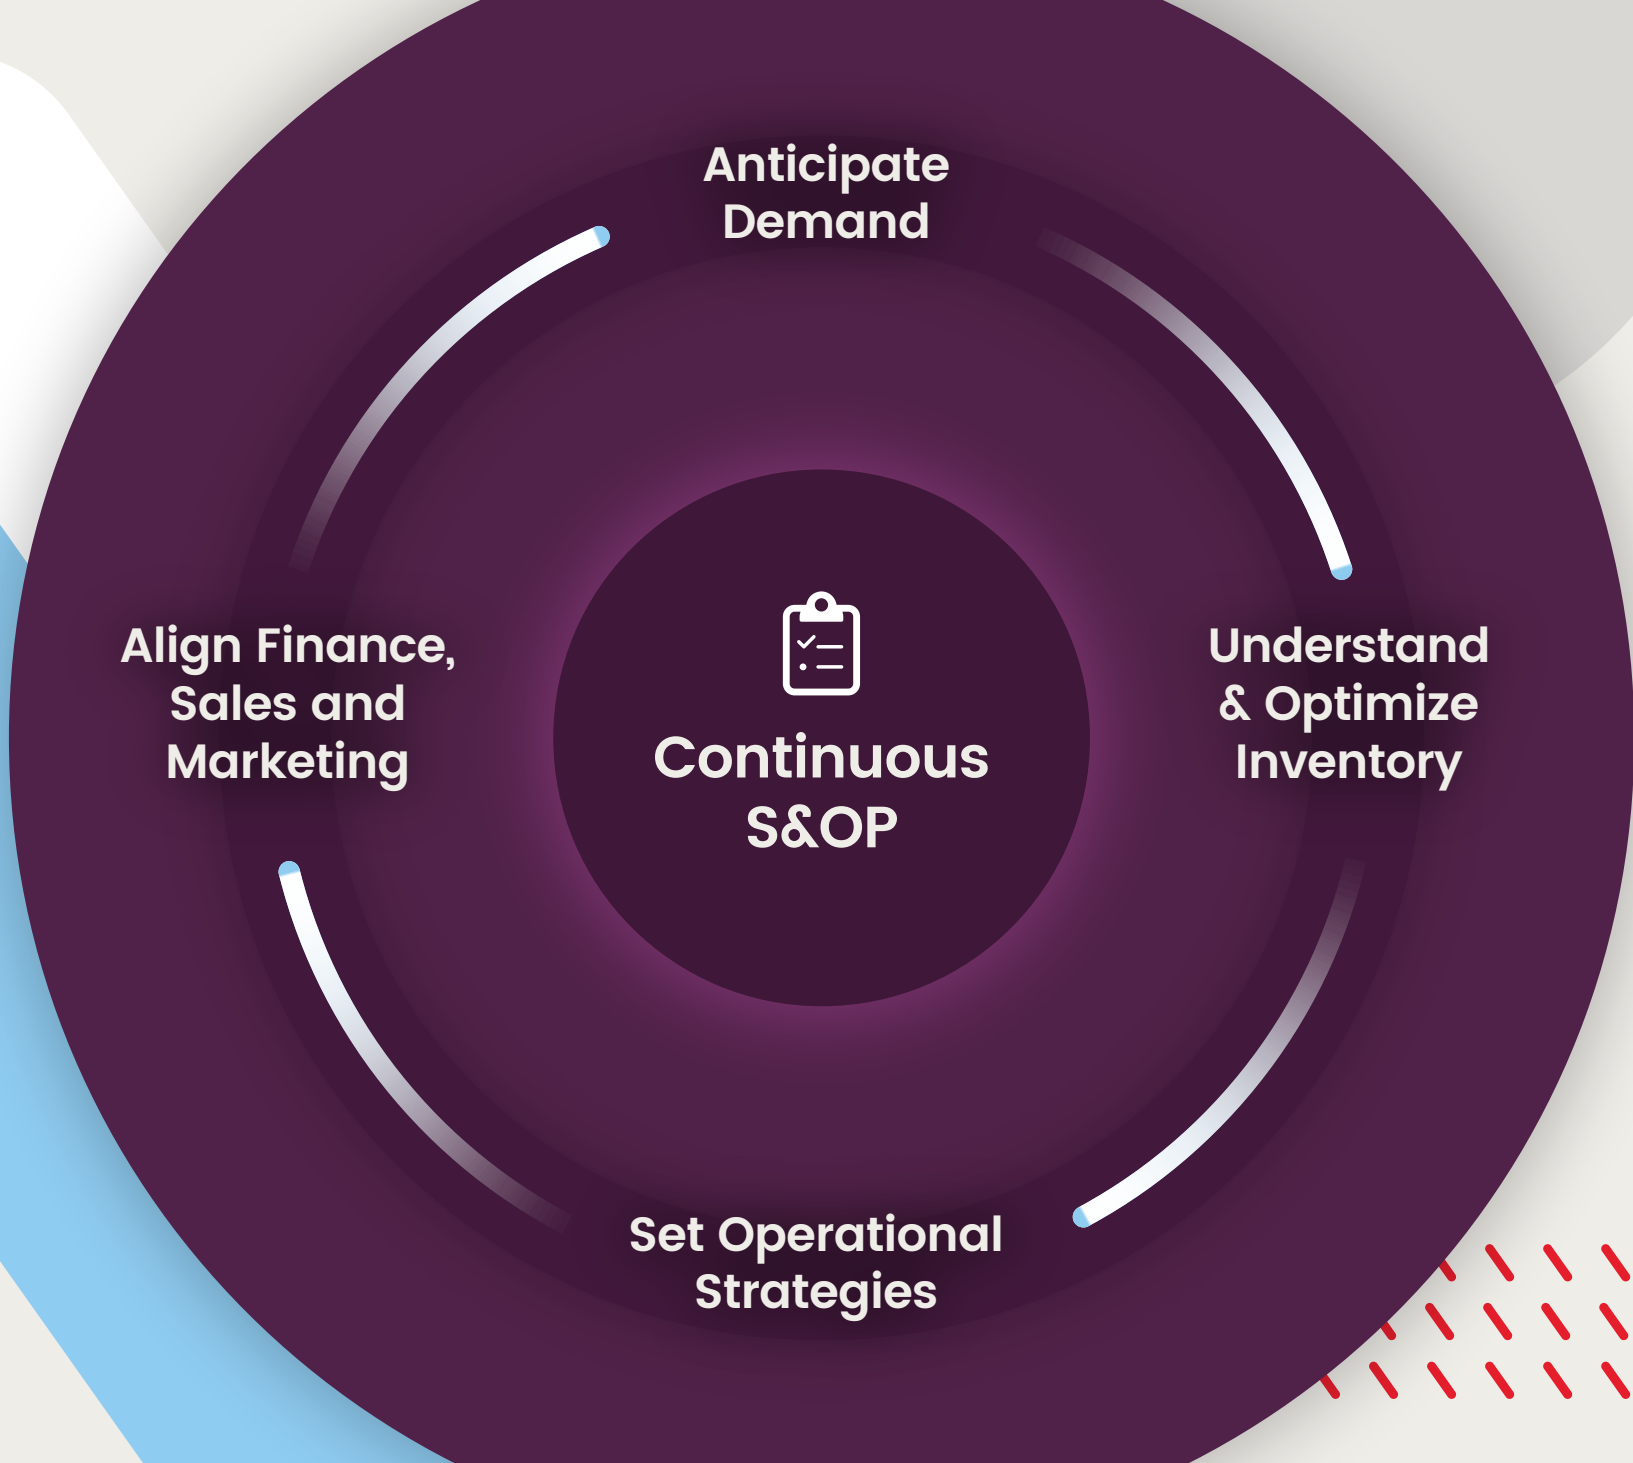 Anticipate
Demand
Align Finance,
Sales and
Marketing
Continuous
S&OP
Understand
& Optimize
Inventory
Set Operational
Strategies